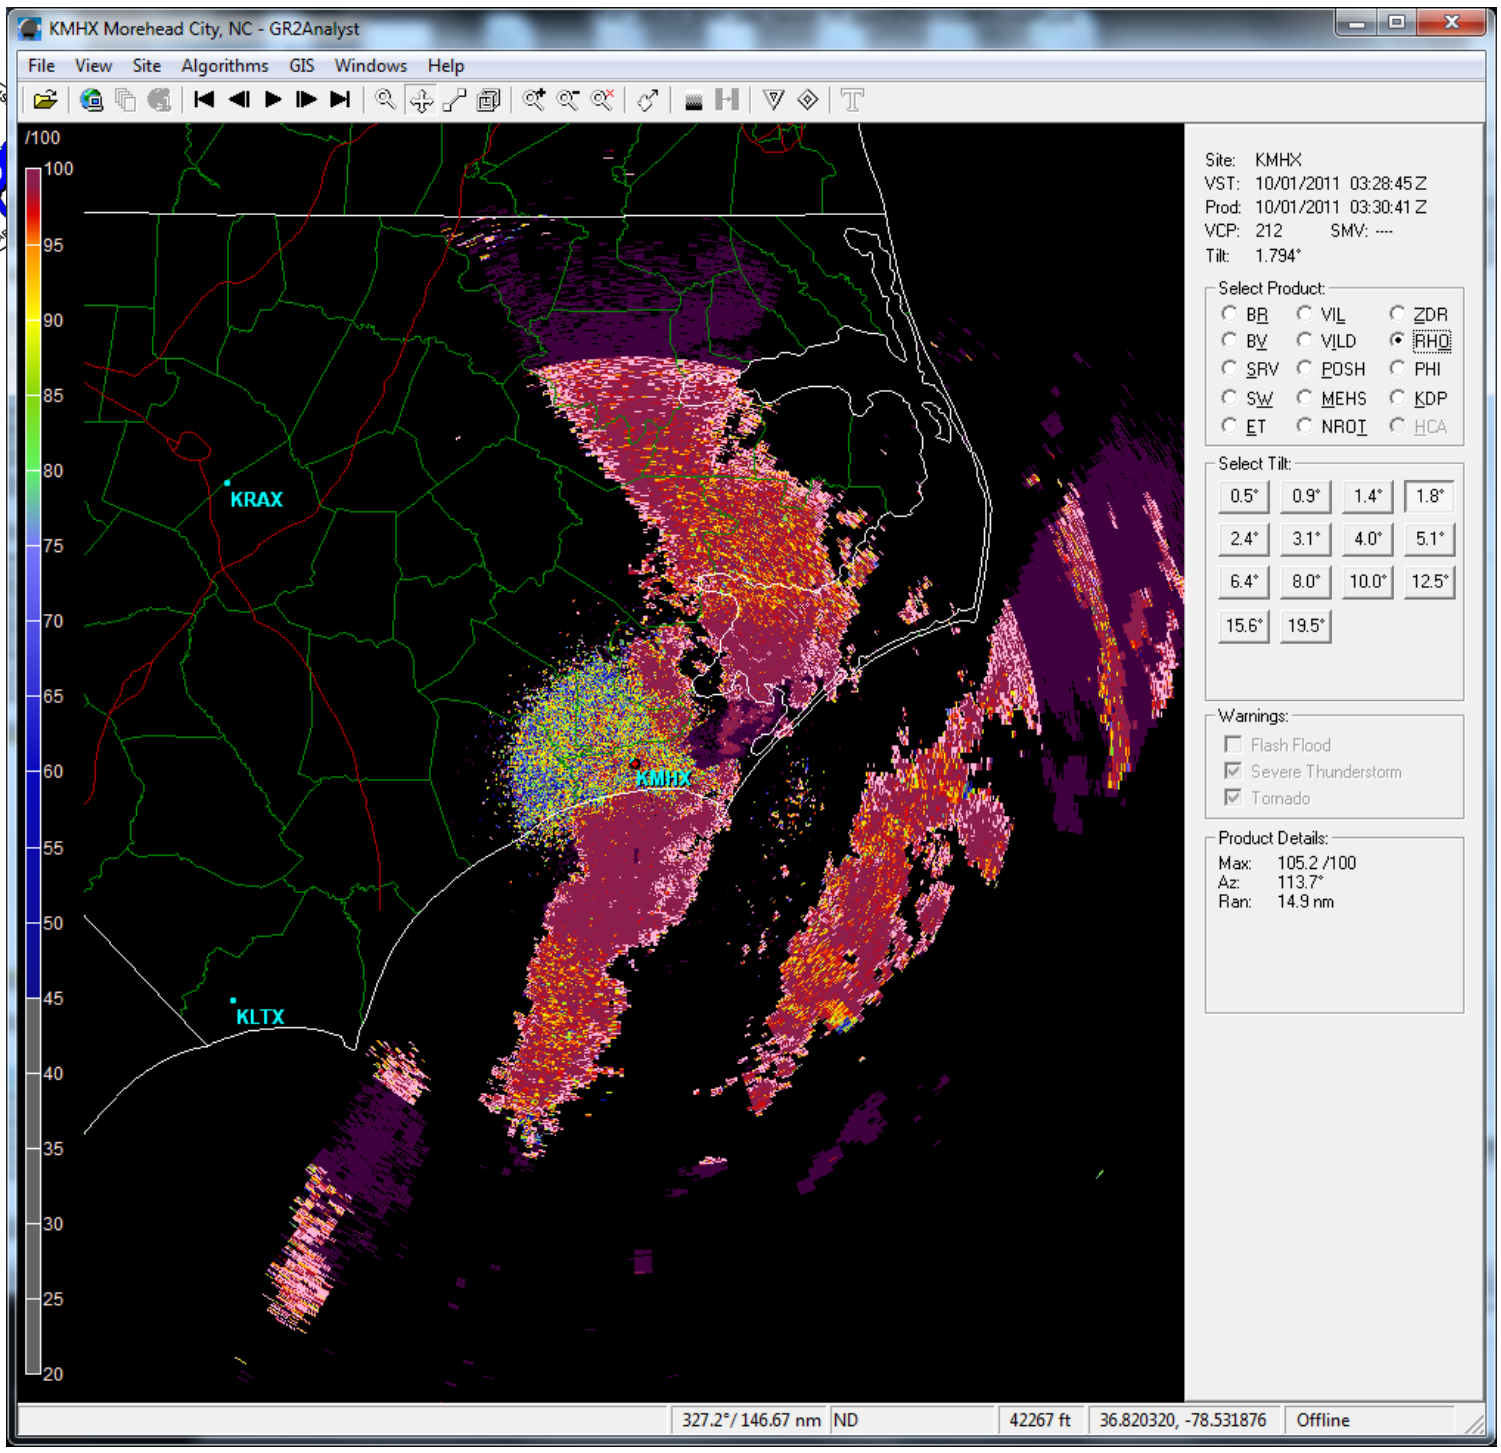 KMHX Morehead City, NC - GR2Analyst
File View Site Algorithms GIS Windows Help
/100
100
95
90
85
80
75
70
65
60
55
50
45
40
35
30
25
20
KRAX
KMHX
KLTX
Site: KMHX
VST: 10/01/2011 03:28:45 Z
Prod: 10/01/2011 03:30:41 Z
VCP: 212 SMV: ----
Tilt: 1.794°
Select Product:
BR VIL ZDR
BV VILD RHO
SRV POSH PHI
SW MEHS KDP
ET NROT HCA
Select Tilt:
0.5° 0.9° 1.4° 1.8°
2.4° 3.1° 4.0° 5.1°
6.4° 8.0° 10.0° 12.5°
15.6° 19.5°
Warnings:
Flash Flood
Severe Thunderstorm
Tornado
Product Details:
Max: 105.2 /100
Az: 113.7°
Ran: 14.9 nm
327.2°/ 146.67 nm ND 42267 ft 36.820320, -78.531876 Offline